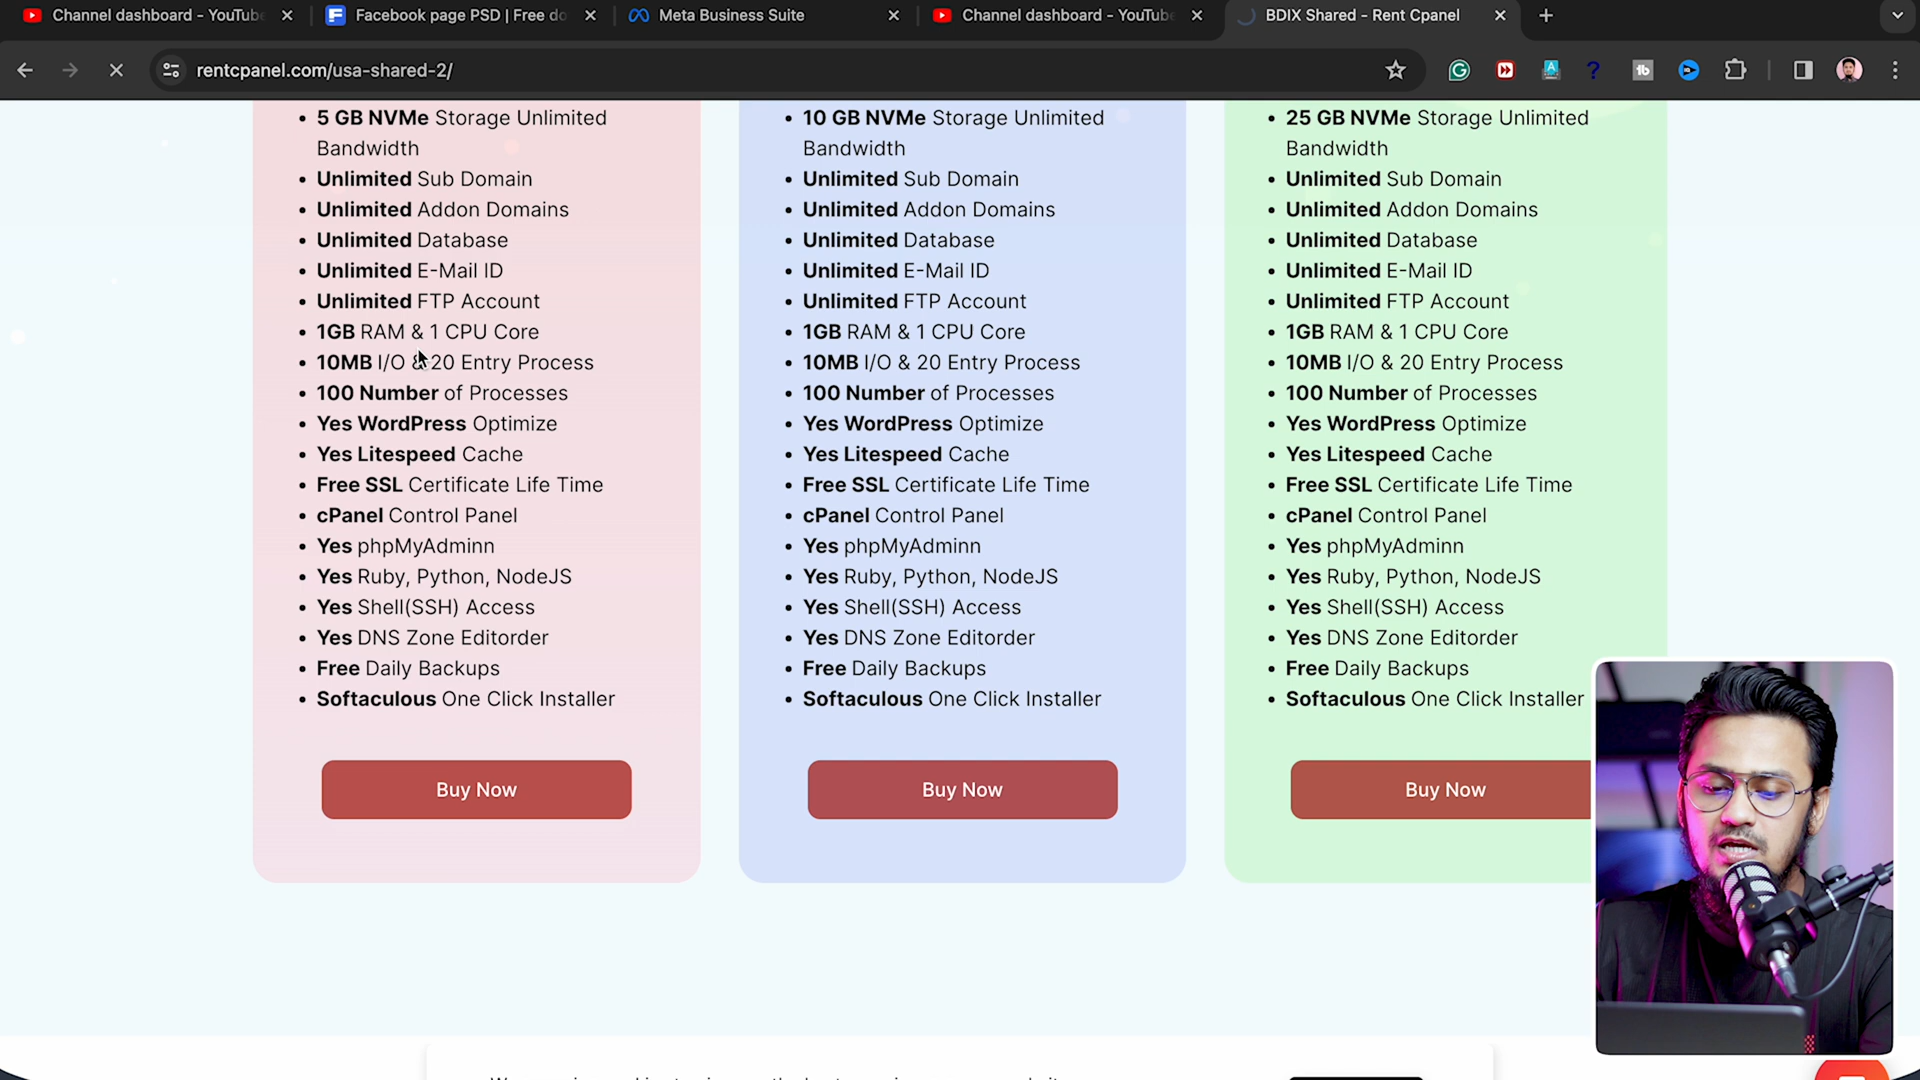 Channel dashboard - YouTube
Facebook page PSD | Free do
Meta Business Suite
Channel dashboard - YouTube
BDIX Shared - Rent Cpanel
rentcpanel.com/usa-shared-2/
5 GB NVMe Storage Unlimited
Bandwidth
Unlimited Sub Domain
Unlimited Addon Domains
Unlimited Database
Unlimited E-Mail ID
Unlimited FTP Account
1GB RAM & 1 CPU Core
10MB I/O & 20 Entry Process
100 Number of Processes
Yes WordPress Optimize
Yes Litespeed Cache
Free SSL Certificate Life Time
cPanel Control Panel
Yes phpMyAdminn
Yes Ruby, Python, NodeJS
Yes Shell(SSH) Access
Yes DNS Zone Editorder
Free Daily Backups
Softaculous One Click Installer
Buy Now
10 GB NVMe Storage Unlimited
Bandwidth
Unlimited Sub Domain
Unlimited Addon Domains
Unlimited Database
Unlimited E-Mail ID
Unlimited FTP Account
1GB RAM & 1 CPU Core
10MB I/O & 20 Entry Process
100 Number of Processes
Yes WordPress Optimize
Yes Litespeed Cache
Free SSL Certificate Life Time
cPanel Control Panel
Yes phpMyAdminn
Yes Ruby, Python, NodeJS
Yes Shell(SSH) Access
Yes DNS Zone Editorder
Free Daily Backups
Softaculous One Click Installer
Buy Now
25 GB NVMe Storage Unlimited
Bandwidth
Unlimited Sub Domain
Unlimited Addon Domains
Unlimited Database
Unlimited E-Mail ID
Unlimited FTP Account
1GB RAM & 1 CPU Core
10MB I/O & 20 Entry Process
100 Number of Processes
Yes WordPress Optimize
Yes Litespeed Cache
Free SSL Certificate Life Time
cPanel Control Panel
Yes phpMyAdminn
Yes Ruby, Python, NodeJS
Yes Shell(SSH) Access
Yes DNS Zone Editorder
Free Daily Backups
Softaculous One Click Installer
Buy Now